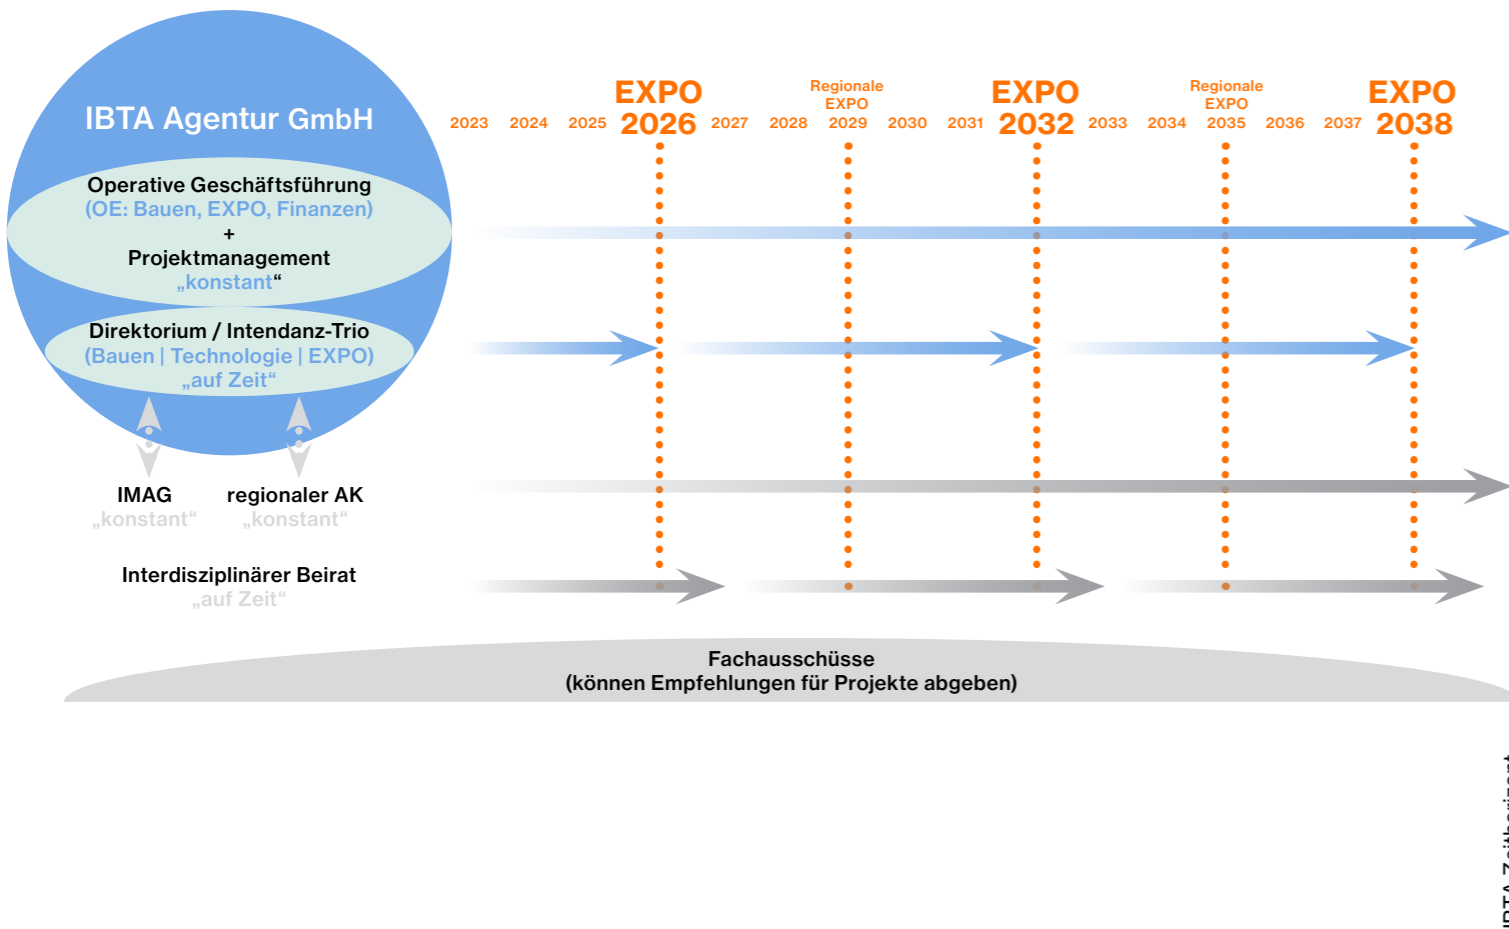 IBTA Agentur GmbH
Operative Geschäftsführung
(OE: Bauen, EXPO, Finanzen)
+
Projektmanagement
„konstant“
Direktorium / Intendanz-Trio
(Bauen | Technologie | EXPO)
„auf Zeit“
IMAG
„konstant“
regionaler AK
„konstant“
Interdisziplinärer Beirat
„auf Zeit“
2023
2024
2025
EXPO
2026
2027
2028
Regionale
EXPO
2029
2030
2031
EXPO
2032
2033
2034
Regionale
EXPO
2035
2036
2037
EXPO
2038
Fachausschüsse
(können Empfehlungen für Projekte abgeben)
IBTA Zeithorizont